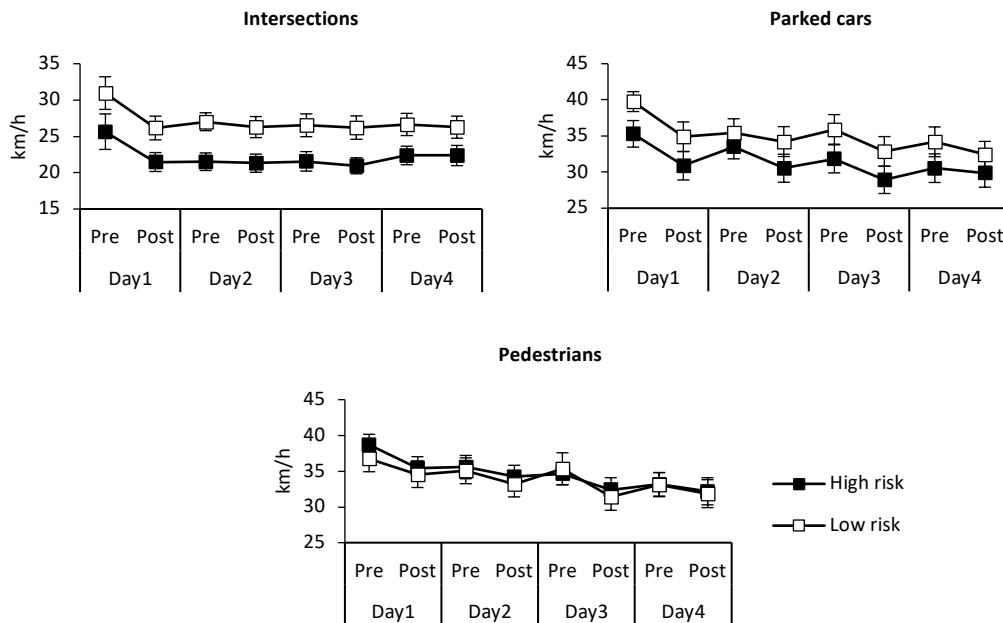 Intersections
35
30
25
20
15
km/h
Pre Post Pre Post Pre Post Pre Post
Day1 Day2 Day3 Day4
Parked cars
45
40
35
30
25
km/h
Pre Post Pre Post Pre Post Pre Post
Day1 Day2 Day3 Day4
Pedestrians
45
40
35
30
25
km/h
Pre Post Pre Post Pre Post Pre Post
Day1 Day2 Day3 Day4
High risk
Low risk